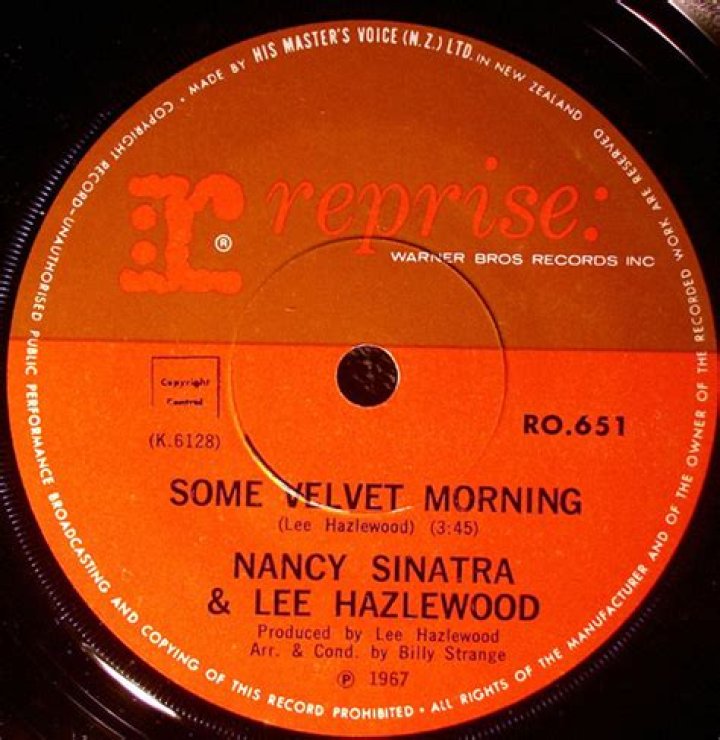 MADE BY HIS MASTER'S VOICE (N.Z.) LTD. IN NEW ZEALAND
r® reprise:
WARNER BROS RECORDS INC
Copyright
Control
(K.6128)
RO.651
SOME VELVET MORNING
(Lee Hazlewood) (3:45)
NANCY SINATRA
& LEE HAZLEWOOD
Produced by Lee Hazlewood
Arr. & Cond. by Billy Strange
℗ 1967
• COPYRIGHT RECORD—UNAUTHORISED PUBLIC PERFORMANCE BROADCASTING AND COPYING OF THIS RECORD PROHIBITED • ALL RIGHTS OF THE MANUFACTURER AND OF THE OWNER OF THE RECORDED WORK ARE RESERVED